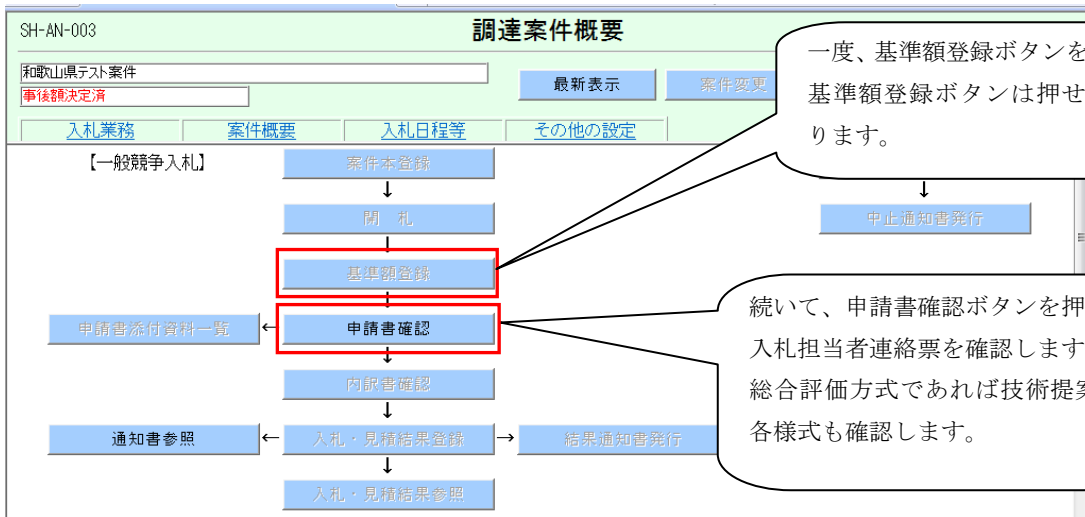 SH-AN-003
調達案件概要
和歌山県テスト案件
事後額決定済
最新表示
案件変更
入札業務
案件概要
入札日程等
その他の設定
一度、基準額登録ボタンを
基準額登録ボタンは押せ
ります。
【一般競争入札】
案件本登録
↓
↓
開 札
中止通知書発行
基準額登録
申請書添付資料一覧
←
申請書確認
続いて、申請書確認ボタンを押
入札担当者連絡票を確認します
総合評価方式であれば技術提案
各様式も確認します。
↓
内訳書確認
↓
通知書参照
←
入札・見積結果登録
→
結果通知書発行
↓
入札・見積結果参照